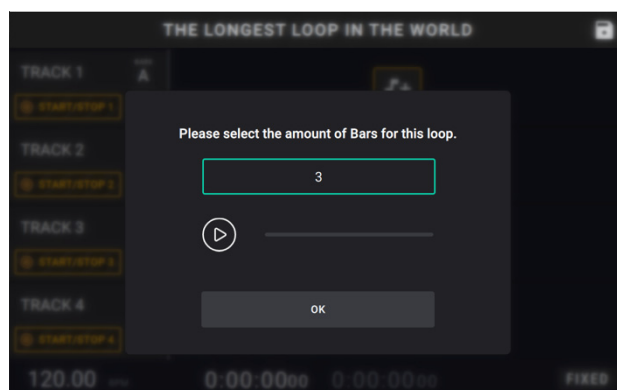 THE LONGEST LOOP IN THE WORLD
TRACK 1
A
START/STOP 1
Please select the amount of Bars for this loop.
TRACK 2
3
START/STOP 2
TRACK 3
START/STOP 3
TRACK 4
OK
START/STOP 4
120.00 0:00:0000 0:00:0000 FIXED